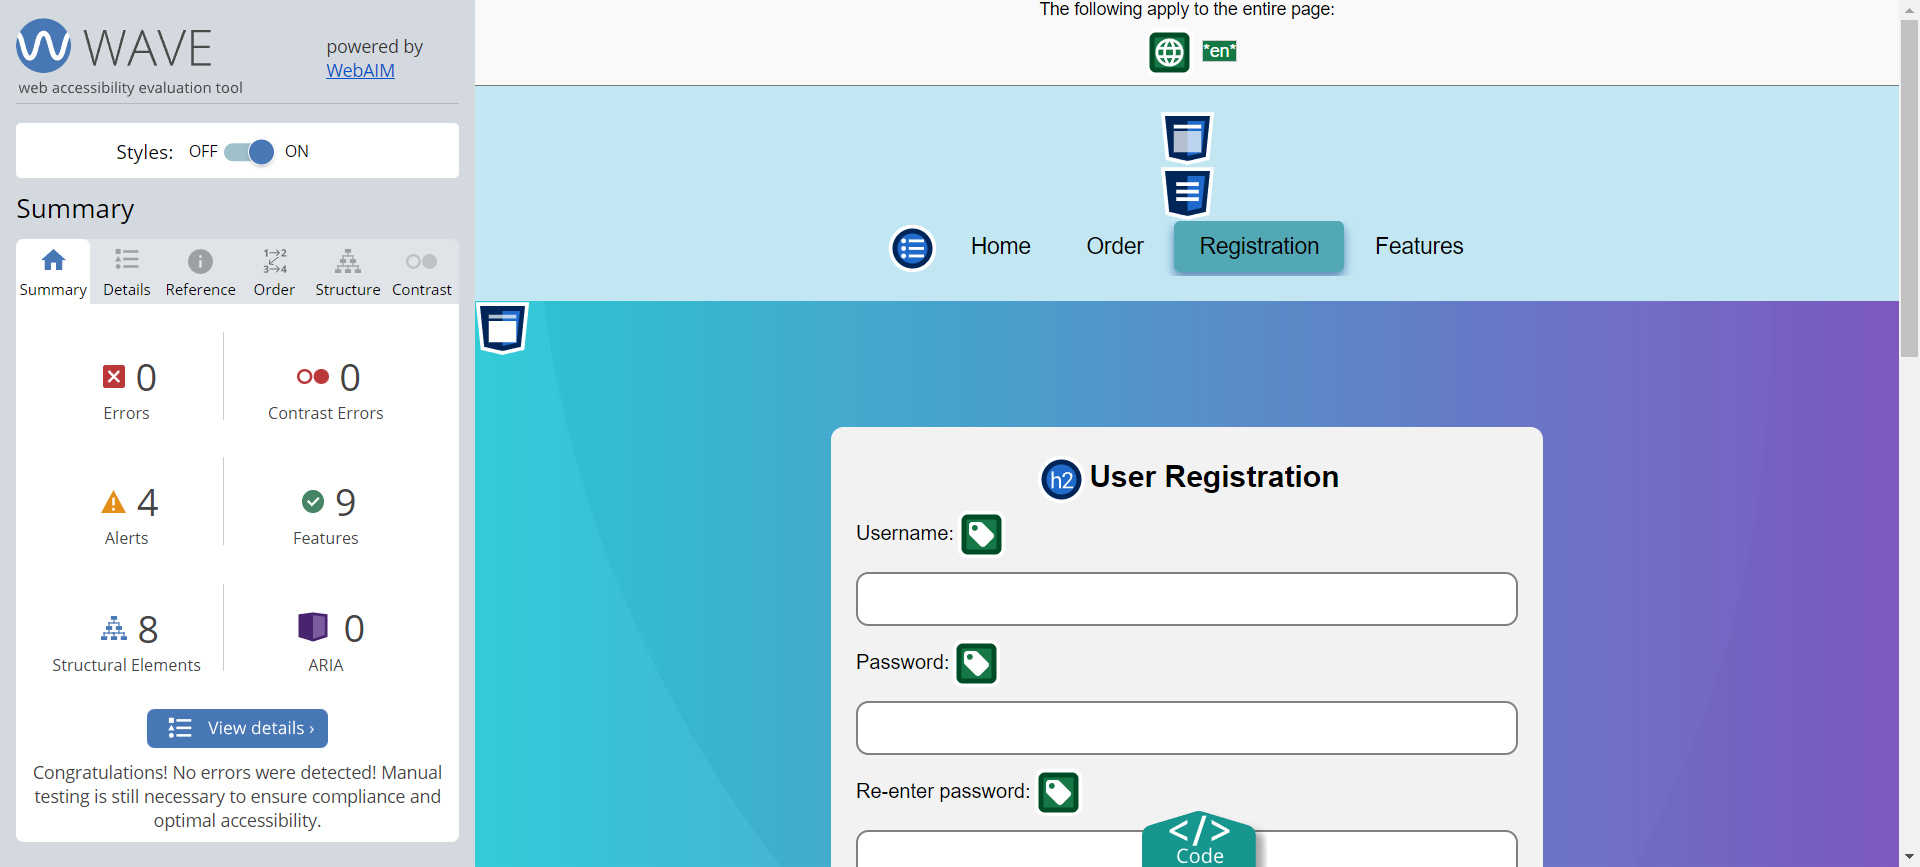 WAVE
powered by
WebAIM
web accessibility evaluation tool
Styles: OFF ON
Summary
Summary Details Reference Order Structure Contrast
0 0
Errors Contrast Errors
4 9
Alerts Features
8 0
Structural Elements ARIA
View details ›
Congratulations! No errors were detected! Manual
testing is still necessary to ensure compliance and
optimal accessibility.
The following apply to the entire page:
*en*
Home Order Registration Features
h2 User Registration
Username:
Password:
Re-enter password:
</>
Code